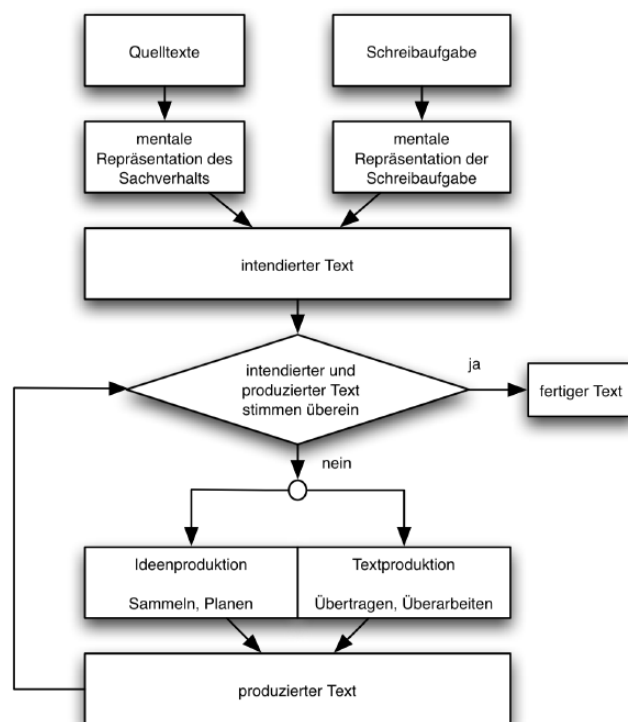 Quelltexte
Schreibaufgabe
mentale
Repräsentation des
Sachverhalts
mentale
Repräsentation der
Schreibaufgabe
intendierter Text
intendierter und
produzierter Text
stimmen überein
ja
fertiger Text
nein
Ideenproduktion
Sammeln, Planen
Textproduktion
Übertragen, Überarbeiten
produzierter Text